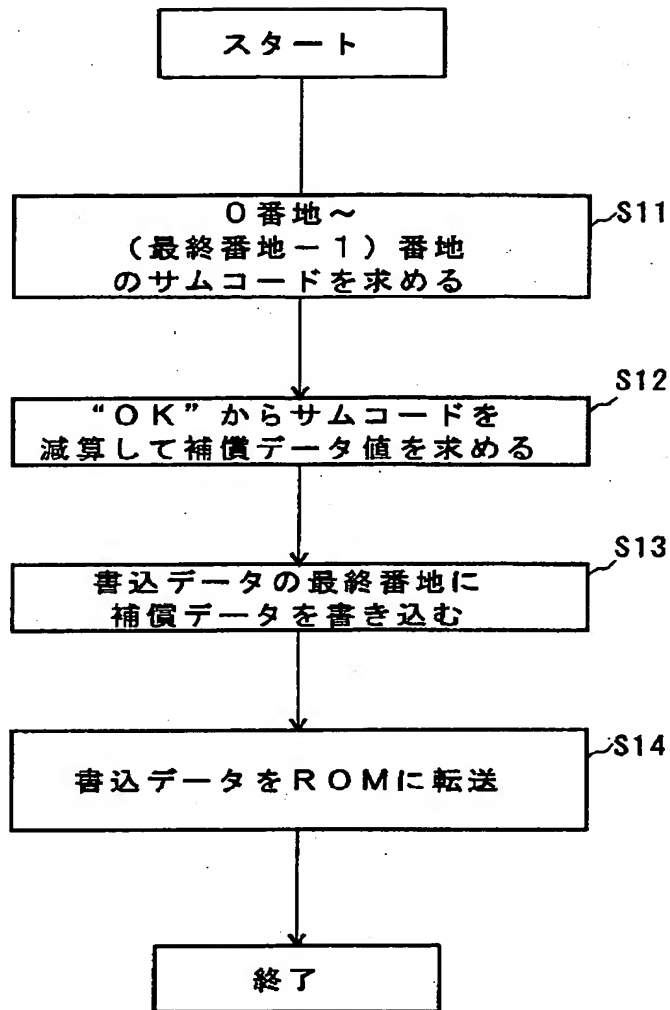 スタート
0番地~
(最終番地-1)番地
のサムコードを求める
S11
S12
“OK”からサムコードを
減算して補償データ値を求める
S13
書込データの最終番地に
補償データを書き込む
S14
書込データをROMに転送
終了